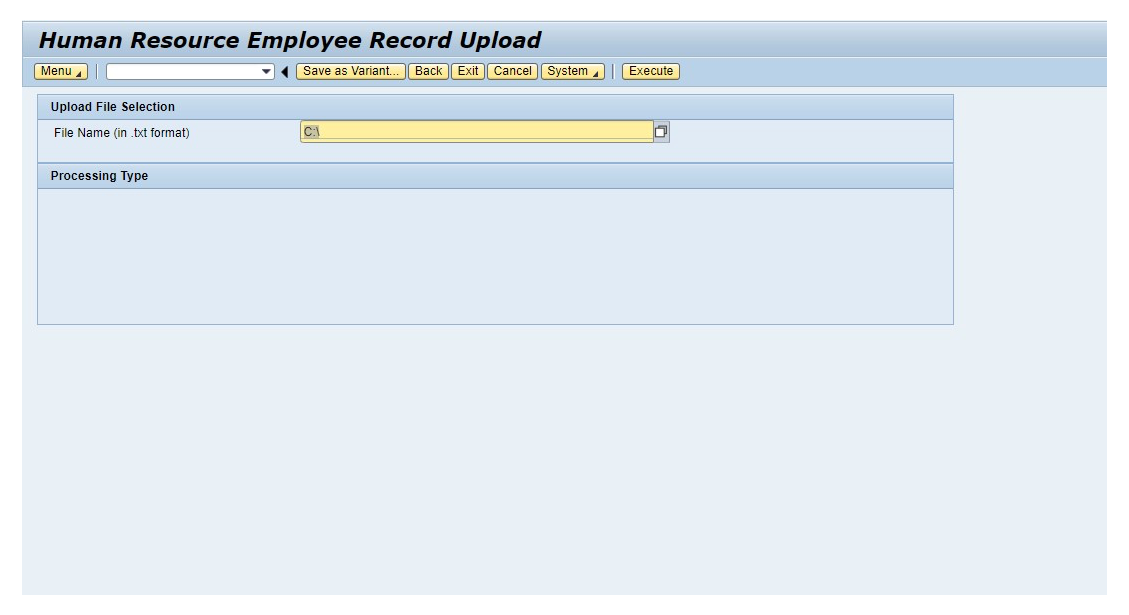 Human Resource Employee Record Upload
Menu Save as Variant... Back Exit Cancel System Execute
Upload File Selection
File Name (in .txt format) C:\
Processing Type